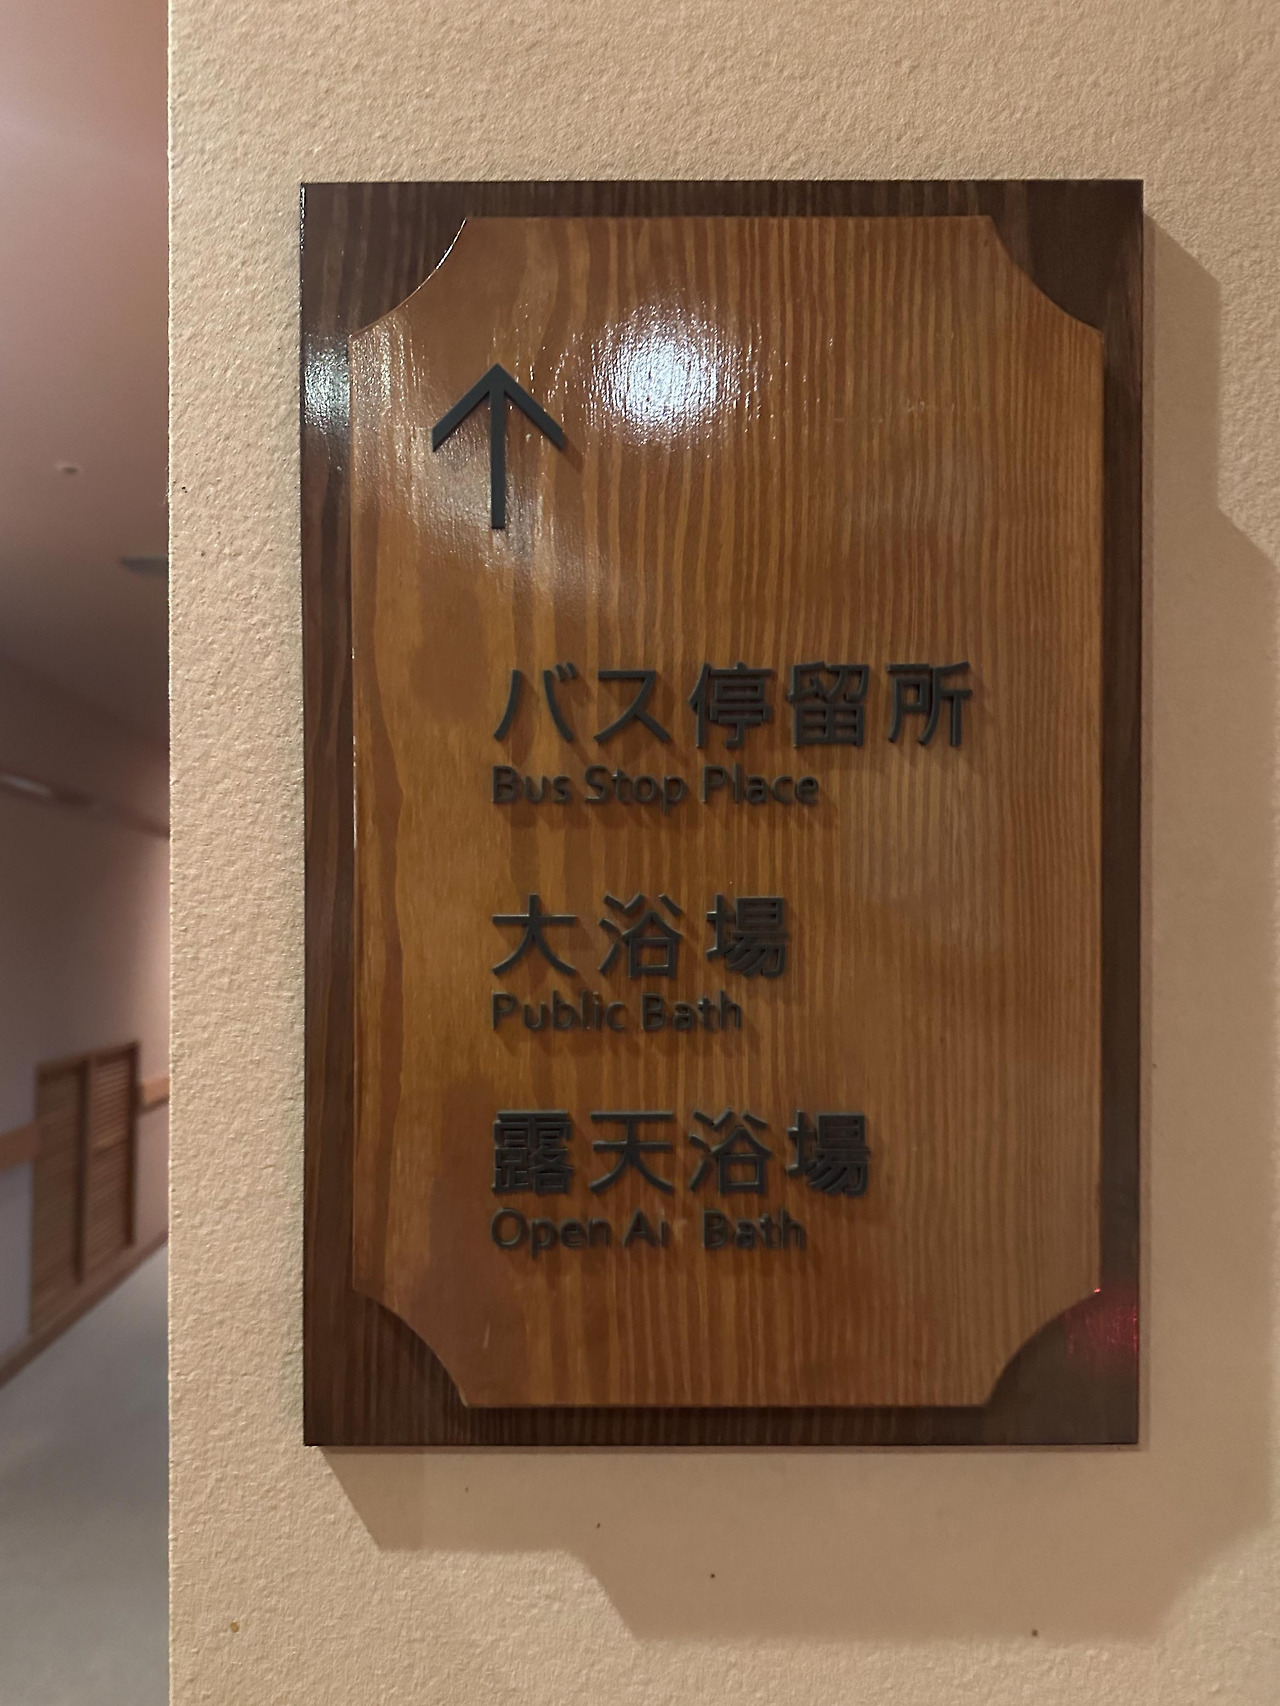 バス停留所
Bus Stop Place
大浴場
Public Bath
露天浴場
Open Ai Bath